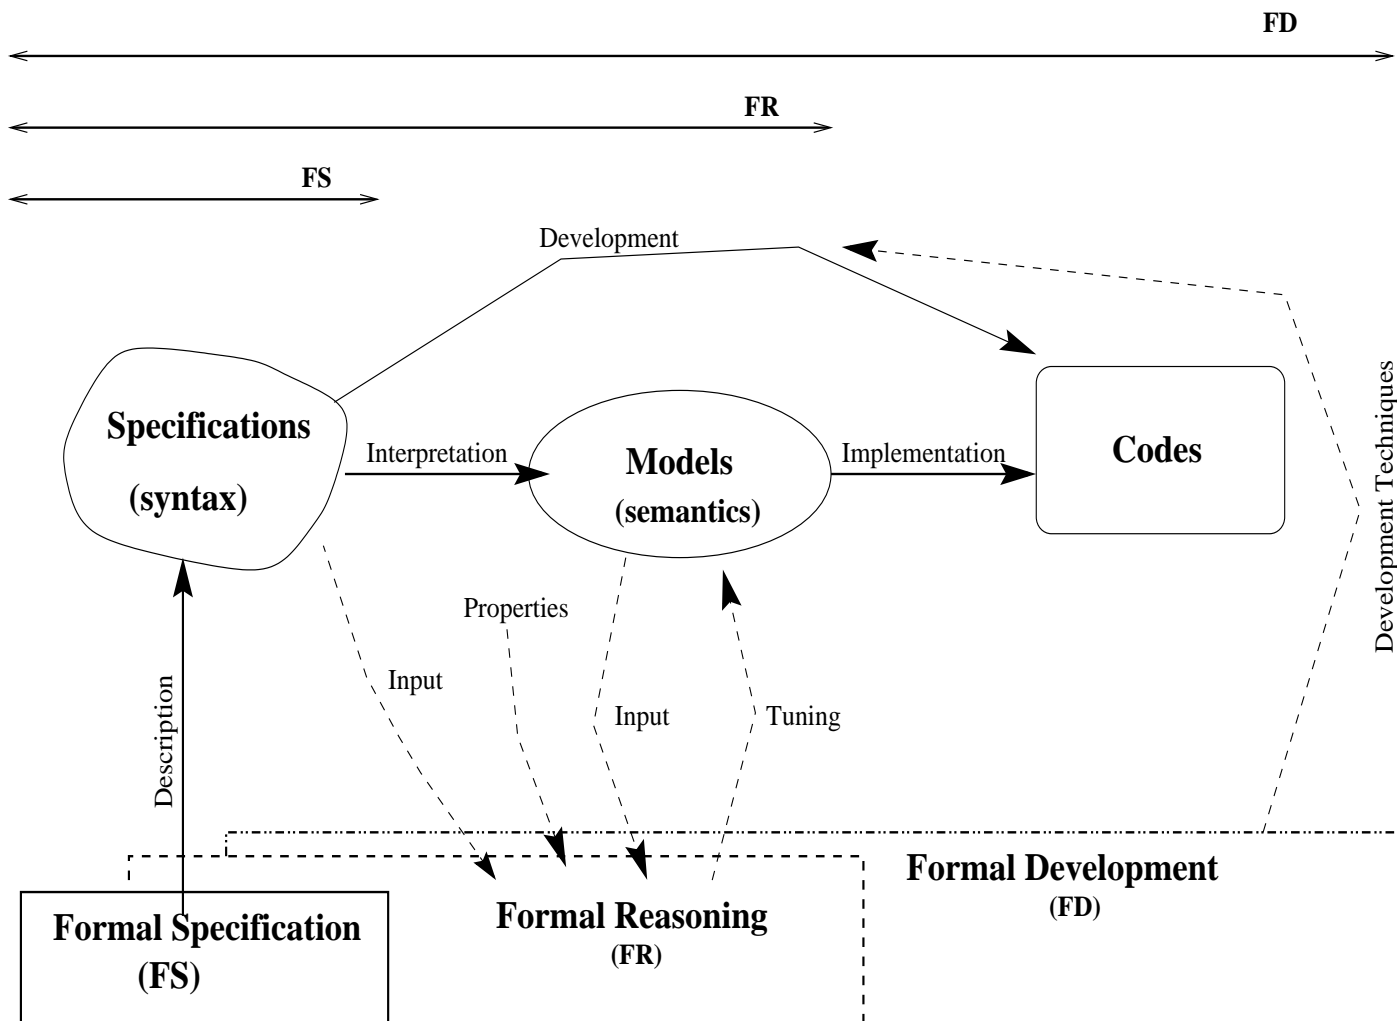 FD
FR
FS
Development
Specifications
(syntax)
Interpretation
Models
(semantics)
Implementation
Codes
Development Techniques
Properties
Input
Input
Tuning
Description
Formal Specification
(FS)
Formal Reasoning
(FR)
Formal Development
(FD)